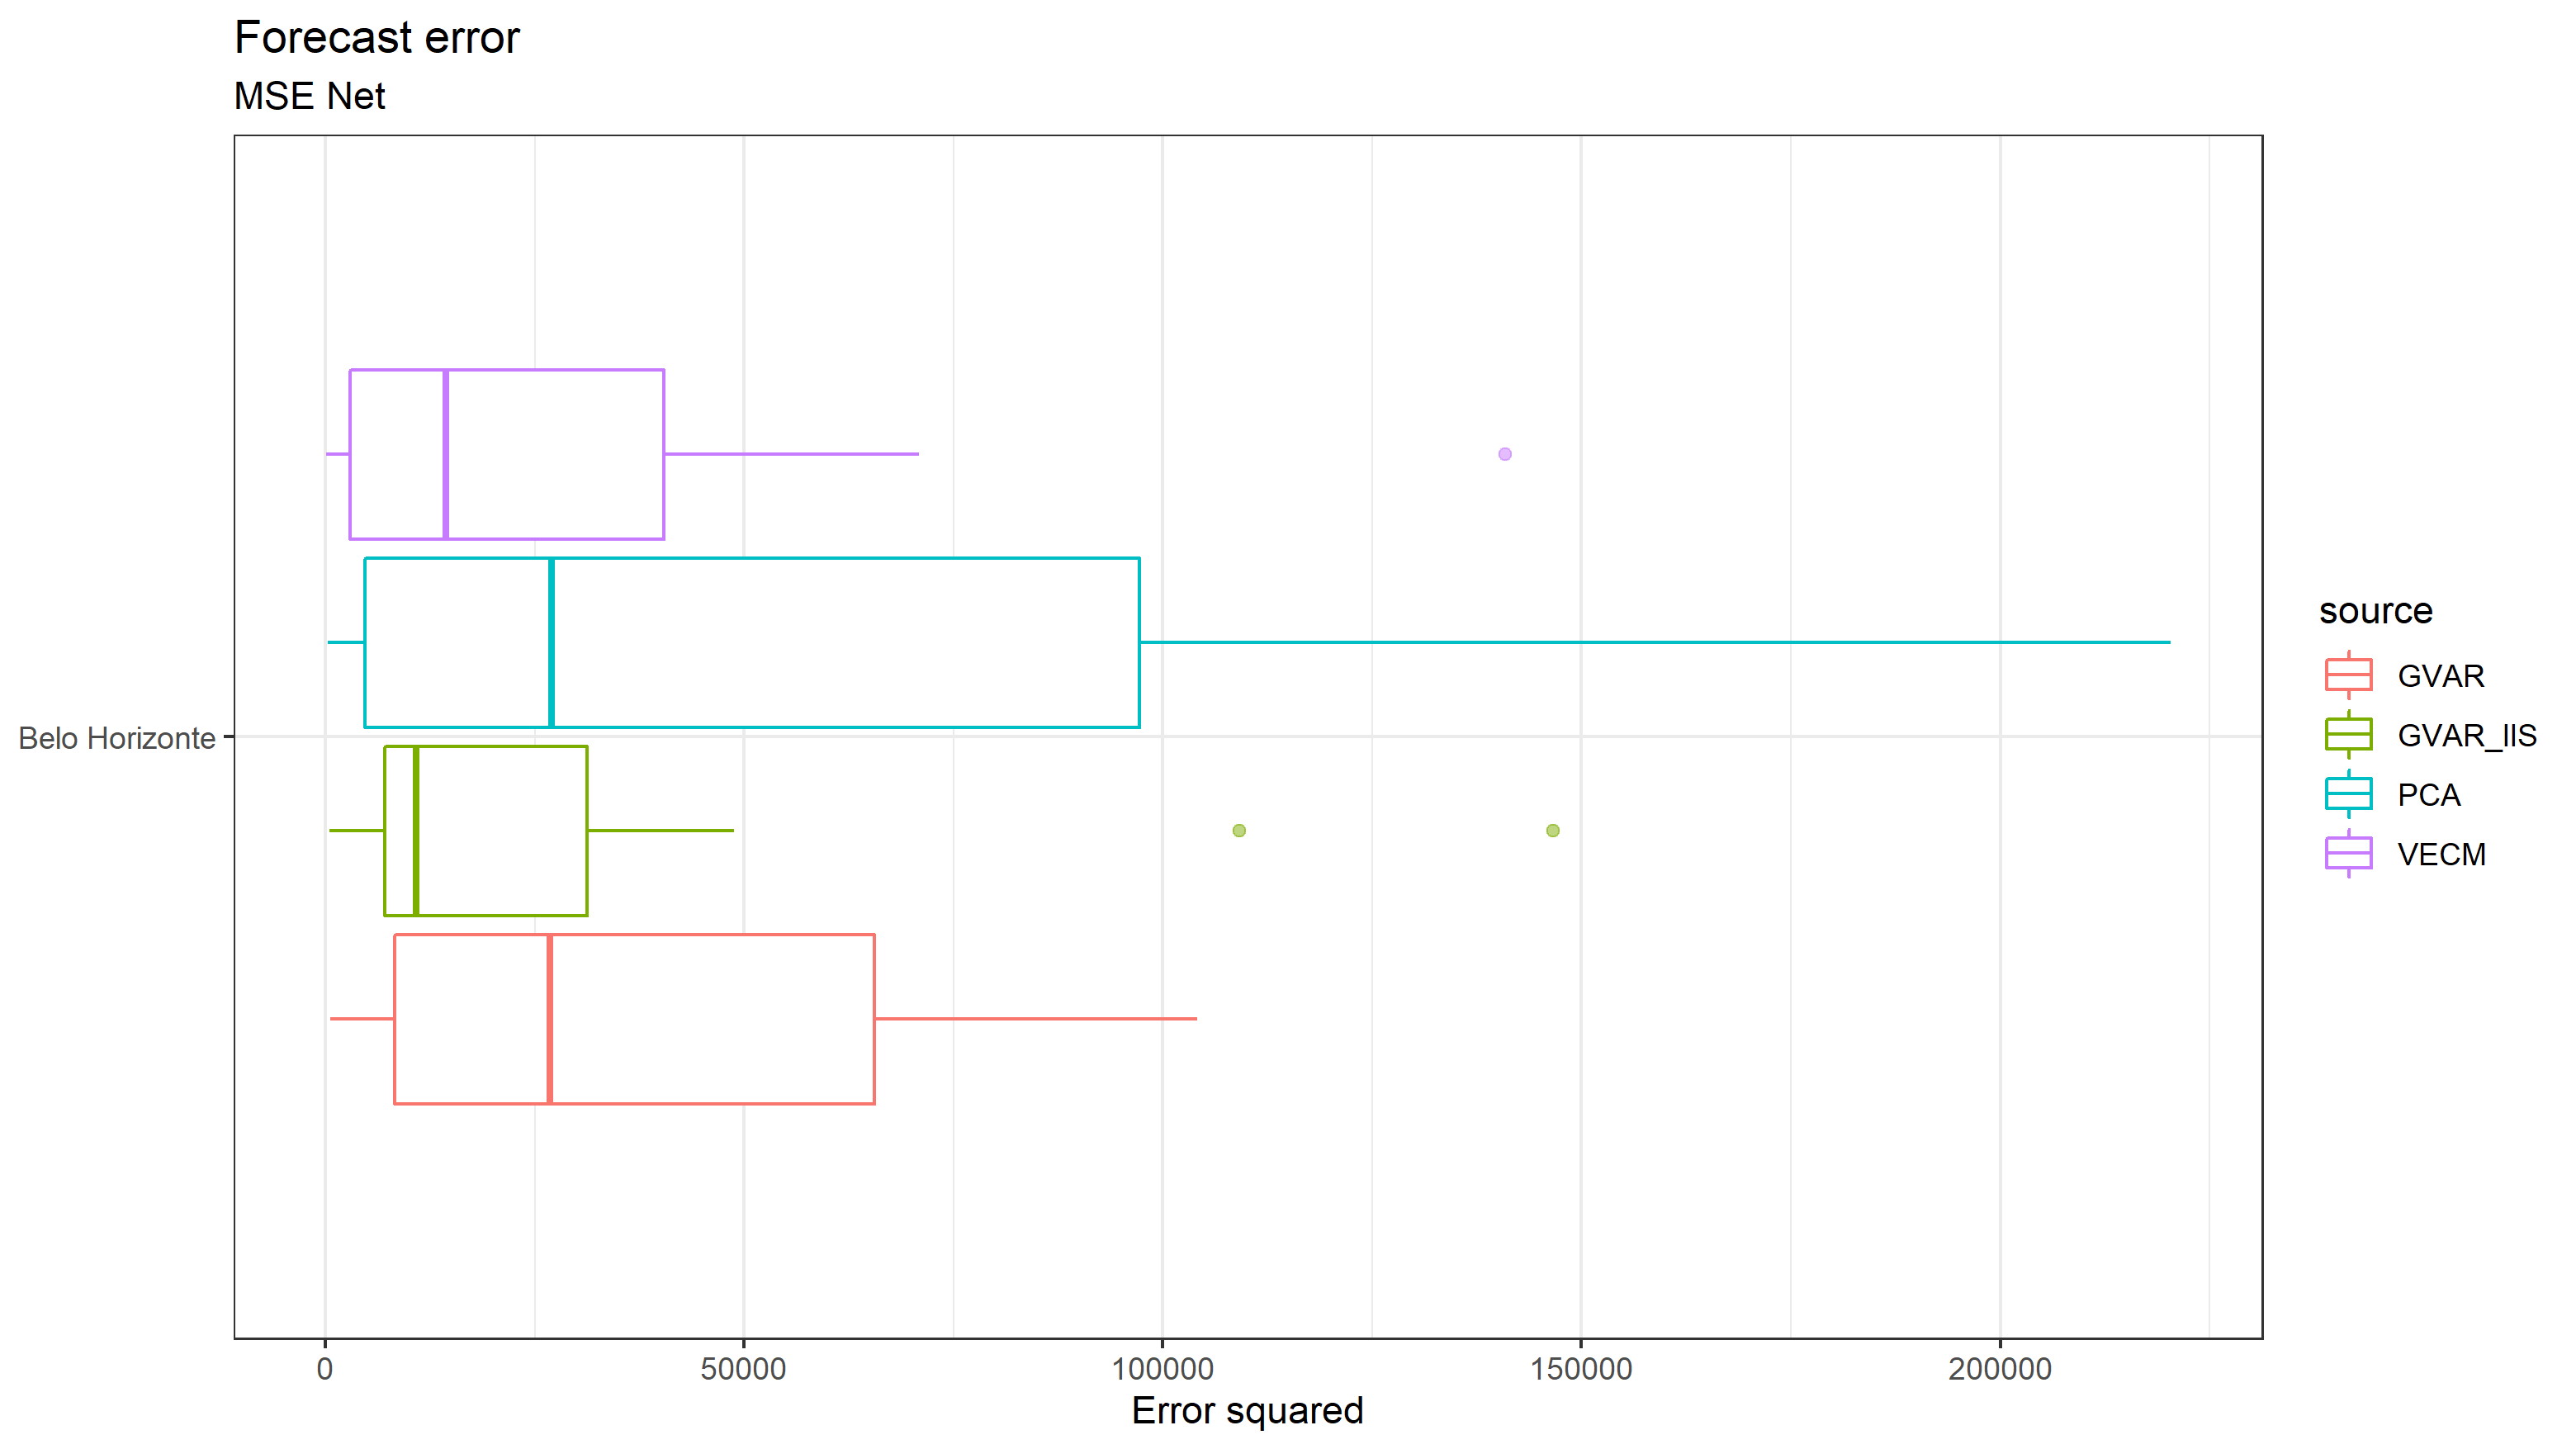 Forecast error
MSE Net
Belo Horizonte
0
50000
100000
150000
200000
Error squared
source
GVAR
GVAR_IIS
PCA
VECM